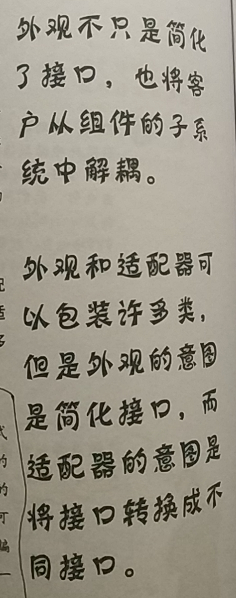 外观不只是简化
了接口，也将客
户从组件的子系
统中解耦。
外观和适配器可
以包装许多类，
但是外观的意图
是简化接口，而
适配器的意图是
将接口转换成不
同接口。